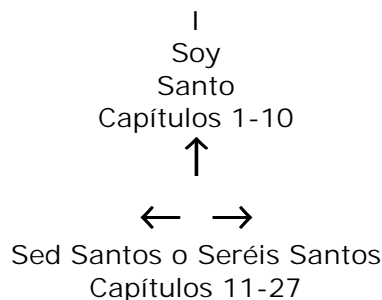 I
Soy
Santo
Capítulos 1-10
↑
← →
Sed Santos o Seréis Santos
Capítulos 11-27